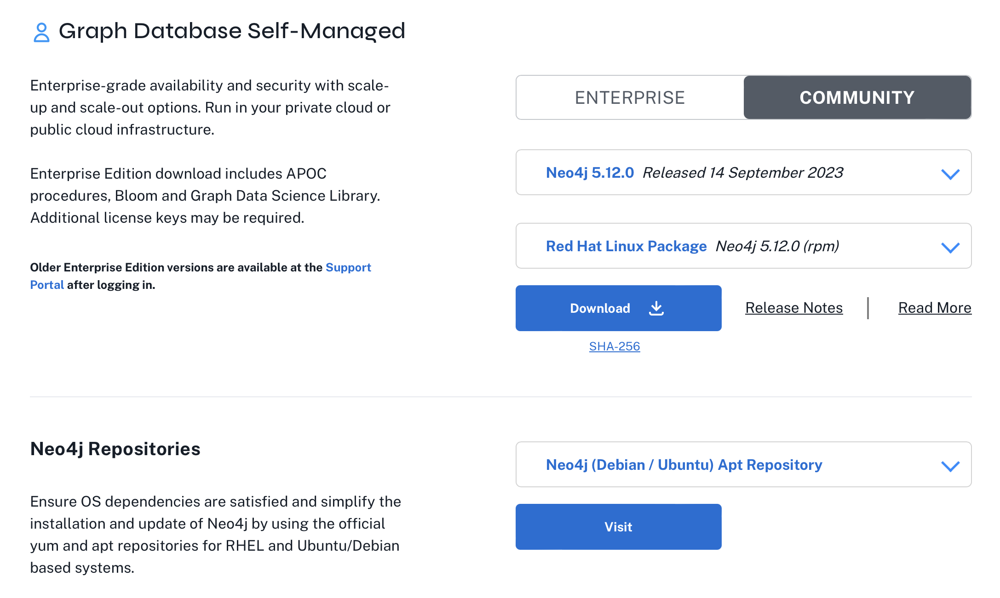 Graph Database Self-Managed
Enterprise-grade availability and security with scale-
up and scale-out options. Run in your private cloud or
public cloud infrastructure.
Enterprise Edition download includes APOC
procedures, Bloom and Graph Data Science Library.
Additional license keys may be required.
Older Enterprise Edition versions are available at the Support
Portal after logging in.
ENTERPRISE COMMUNITY
Neo4j 5.12.0 Released 14 September 2023
Red Hat Linux Package Neo4j 5.12.0 (rpm)
Download Release Notes | Read More
SHA-256
Neo4j Repositories
Ensure OS dependencies are satisfied and simplify the
installation and update of Neo4j by using the official
yum and apt repositories for RHEL and Ubuntu/Debian
based systems.
Neo4j (Debian / Ubuntu) Apt Repository
Visit